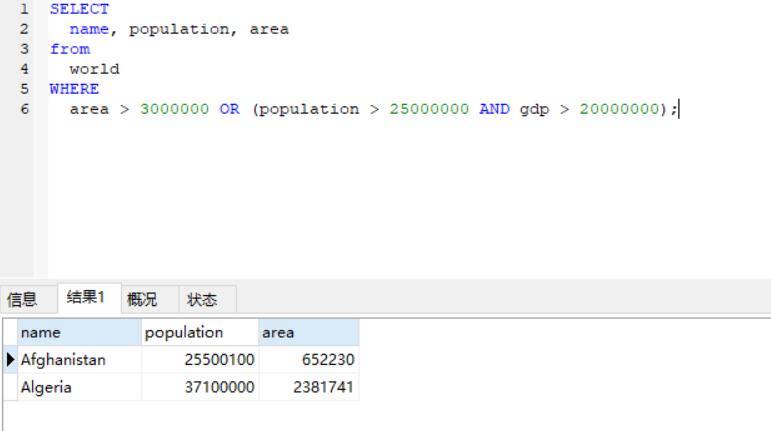 1 SELECT
2 name, population, area
3 from
4 world
5 WHERE
6 area > 3000000 OR (population > 25000000 AND gdp > 20000000);
信息 结果1 概况 状态
name population area
Afghanistan 25500100 652230
Algeria 37100000 2381741